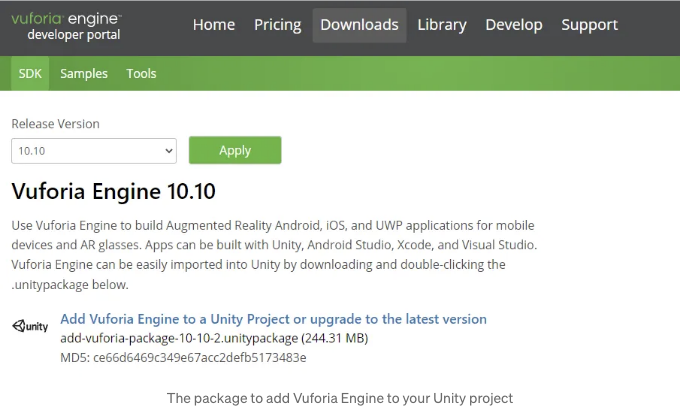 vuforia engine™
developer portal
Home Pricing Downloads Library Develop Support
SDK Samples Tools
Release Version
10.10
Apply
Vuforia Engine 10.10
Use Vuforia Engine to build Augmented Reality Android, iOS, and UWP applications for mobile
devices and AR glasses. Apps can be built with Unity, Android Studio, Xcode, and Visual Studio.
Vuforia Engine can be easily imported into Unity by downloading and double-clicking the
.unitypackage below.
unity
Add Vuforia Engine to a Unity Project or upgrade to the latest version
add-vuforia-package-10-10-2.unitypackage (244.31 MB)
MD5: ce66d6469c349e67acc2defb5173483e
The package to add Vuforia Engine to your Unity project